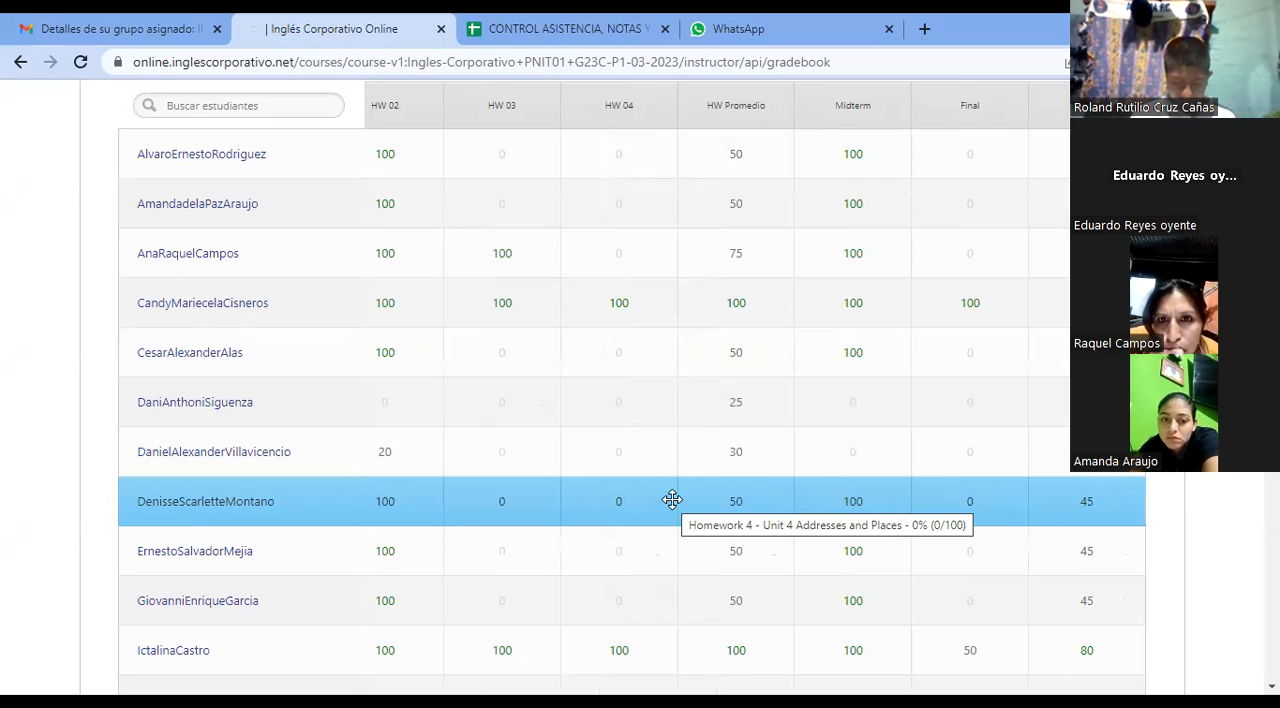 Detalles de su grupo asignado: I
| Inglés Corporativo Online
CONTROL ASISTENCIA, NOTAS Y
WhatsApp
online.inglescorporativo.net/courses/course-v1:Ingles-Corporativo+PNIT01+G23C-P1-03-2023/instructor/api/gradebook
Buscar estudiantes HW 02 HW 03 HW 04 HW Promedio Midterm Final
AlvaroErnestoRodriguez 100 0 0 50 100 0
AmandadelaPazAraujo 100 0 0 50 100 0
AnaRaquelCampos 100 100 0 75 100 0
CandyMariecelaCisneros 100 100 100 100 100 100
CesarAlexanderAlas 100 0 0 50 100 0
DaniAnthoniSiguenza 0 0 0 25 0 0
DanielAlexanderVillavicencio 20 0 0 30 0 0
DenisseScarletteMontano 100 0 0 50 100 0 45
Homework 4 - Unit 4 Addresses and Places - 0% (0/100)
ErnestoSalvadorMejia 100 0 0 50 100 0 45
GiovanniEnriqueGarcia 100 0 0 50 100 0 45
IctalinaCastro 100 100 100 100 100 50 80
Roland Rutilio Cruz Cañas
Eduardo Reyes oy...
Eduardo Reyes oyente
Raquel Campos
Amanda Araujo